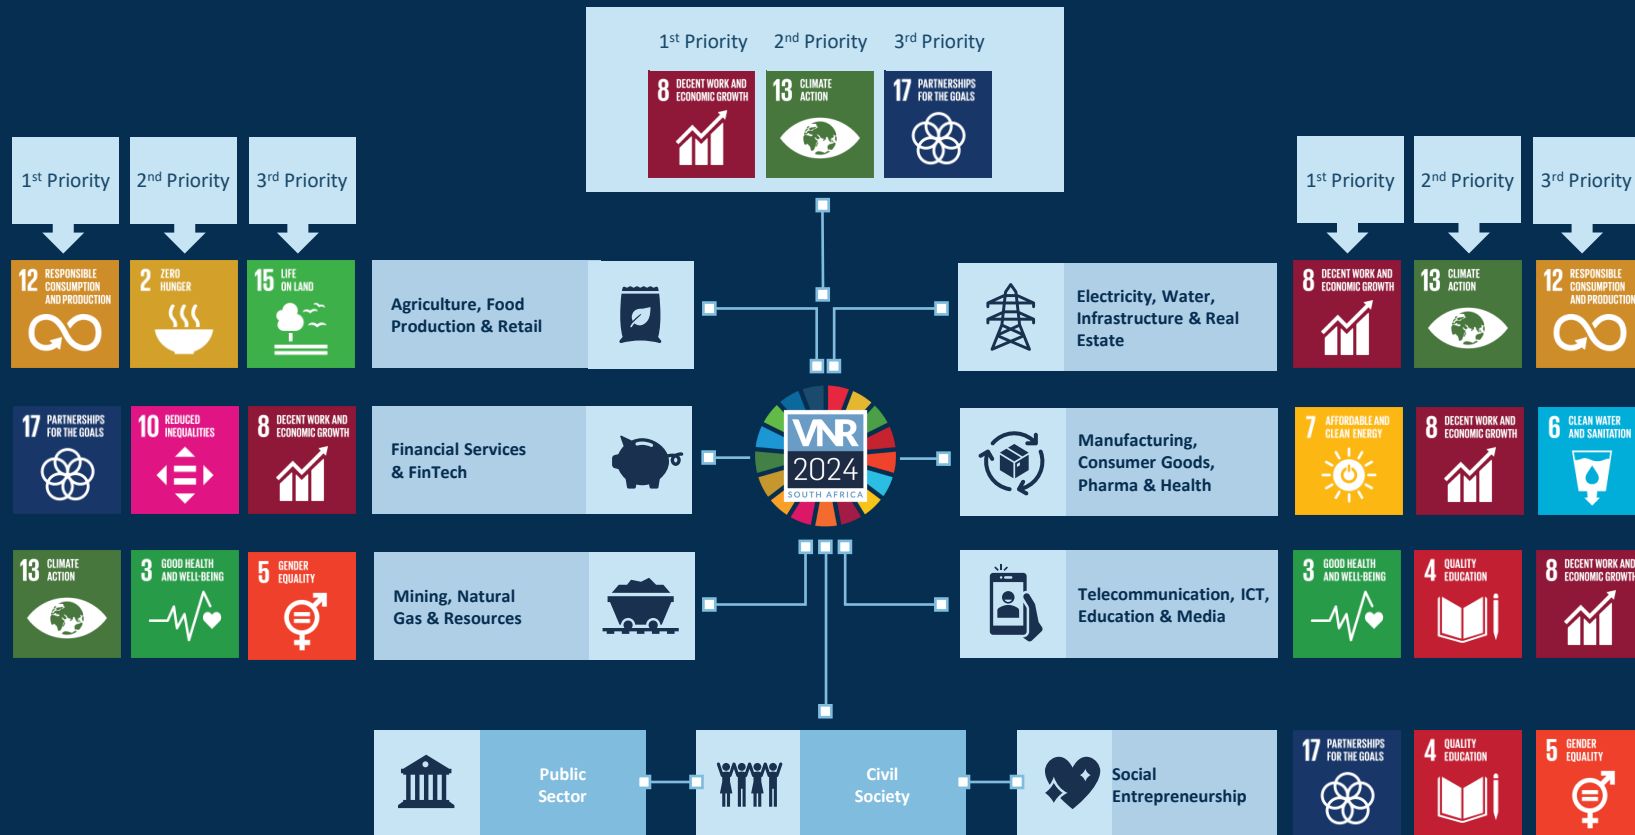 1st Priority 2nd Priority 3rd Priority
8 DECENT WORK AND
ECONOMIC GROWTH
13 CLIMATE
ACTION
17 PARTNERSHIPS
FOR THE GOALS
1st Priority 2nd Priority 3rd Priority
1st Priority 2nd Priority 3rd Priority
12 RESPONSIBLE
CONSUMPTION
AND PRODUCTION
2 ZERO
HUNGER
15 LIFE
ON LAND
Agriculture, Food
Production & Retail
Electricity, Water,
Infrastructure & Real
Estate
8 DECENT WORK AND
ECONOMIC GROWTH
13 CLIMATE
ACTION
12 RESPONSIBLE
CONSUMPTION
AND PRODUCTION
17 PARTNERSHIPS
FOR THE GOALS
10 REDUCED
INEQUALITIES
8 DECENT WORK AND
ECONOMIC GROWTH
Financial Services
& FinTech
VNR
2024
SOUTH AFRICA
Manufacturing,
Consumer Goods,
Pharma & Health
7 AFFORDABLE AND
CLEAN ENERGY
8 DECENT WORK AND
ECONOMIC GROWTH
6 CLEAN WATER
AND SANITATION
13 CLIMATE
ACTION
3 GOOD HEALTH
AND WELL-BEING
5 GENDER
EQUALITY
Mining, Natural
Gas & Resources
Telecommunication, ICT,
Education & Media
3 GOOD HEALTH
AND WELL-BEING
4 QUALITY
EDUCATION
8 DECENT WORK AND
ECONOMIC GROWTH
Public
Sector
Civil
Society
Social
Entrepreneurship
17 PARTNERSHIPS
FOR THE GOALS
4 QUALITY
EDUCATION
5 GENDER
EQUALITY